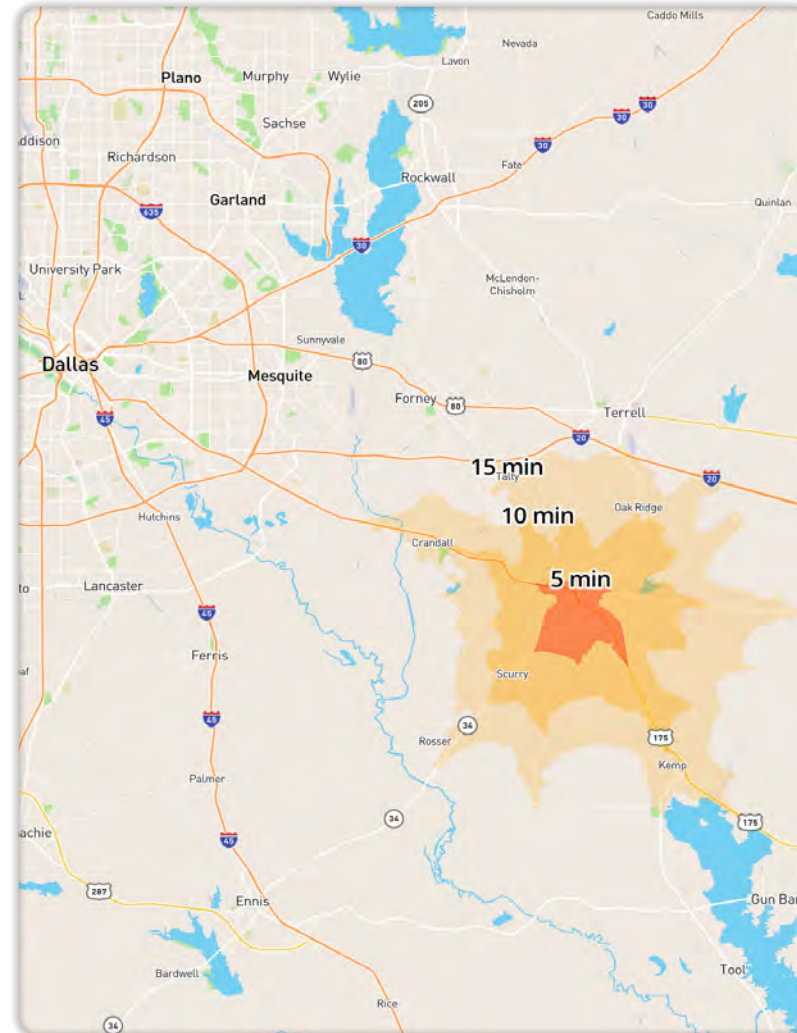 Caddo Mills
Nevada
Lavon
Plano
Murphy
Wylie
30
205
30
Sachse
30
ddison
Richardson
Fate
Rockwall
Garland
Quinlan
635
30
University Park
McLendon-
Chisholm
Sunnyvale
80
Dallas
Mesquite
Forney
80
Terrell
45
20
15 min
Tally
20
Hutchins
10 min
Oak Ridge
Crandall
5 min
Lancaster
to
45
Ferris
af
Scurry
45
34
Rosser
175
Kemp
Palmer
34
175
achie
45
287
Ennis
Gun Bar
Bardwell
Tool
Rice
34